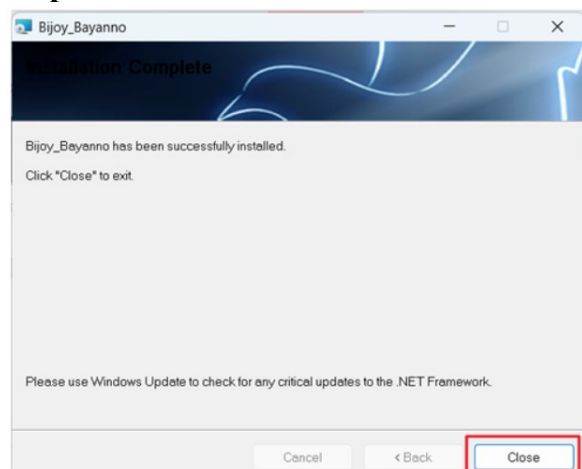 Bijoy_Bayanno
Installation Complete
Bijoy_Bayanno has been successfully installed.
Click "Close" to exit.
Please use Windows Update to check for any critical updates to the .NET Framework.
Cancel
< Back
Close